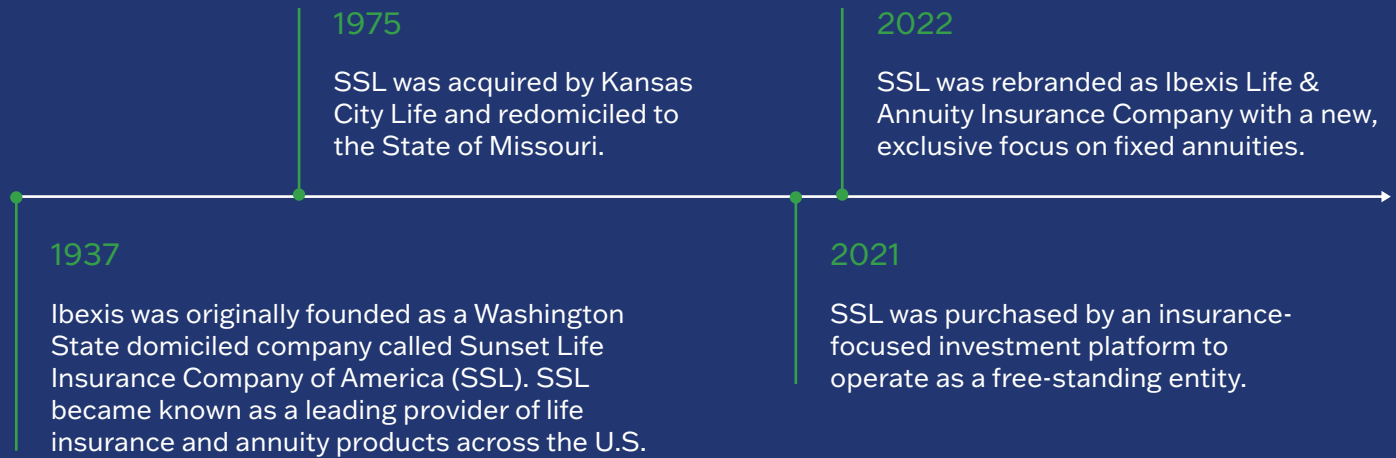 1975
SSL was acquired by Kansas
City Life and redomiciled to
the State of Missouri.
2022
SSL was rebranded as Ibexis Life &
Annuity Insurance Company with a new,
exclusive focus on fixed annuities.
1937
Ibexis was originally founded as a Washington
State domiciled company called Sunset Life
Insurance Company of America (SSL). SSL
became known as a leading provider of life
insurance and annuity products across the U.S.
2021
SSL was purchased by an insurance-
focused investment platform to
operate as a free-standing entity.